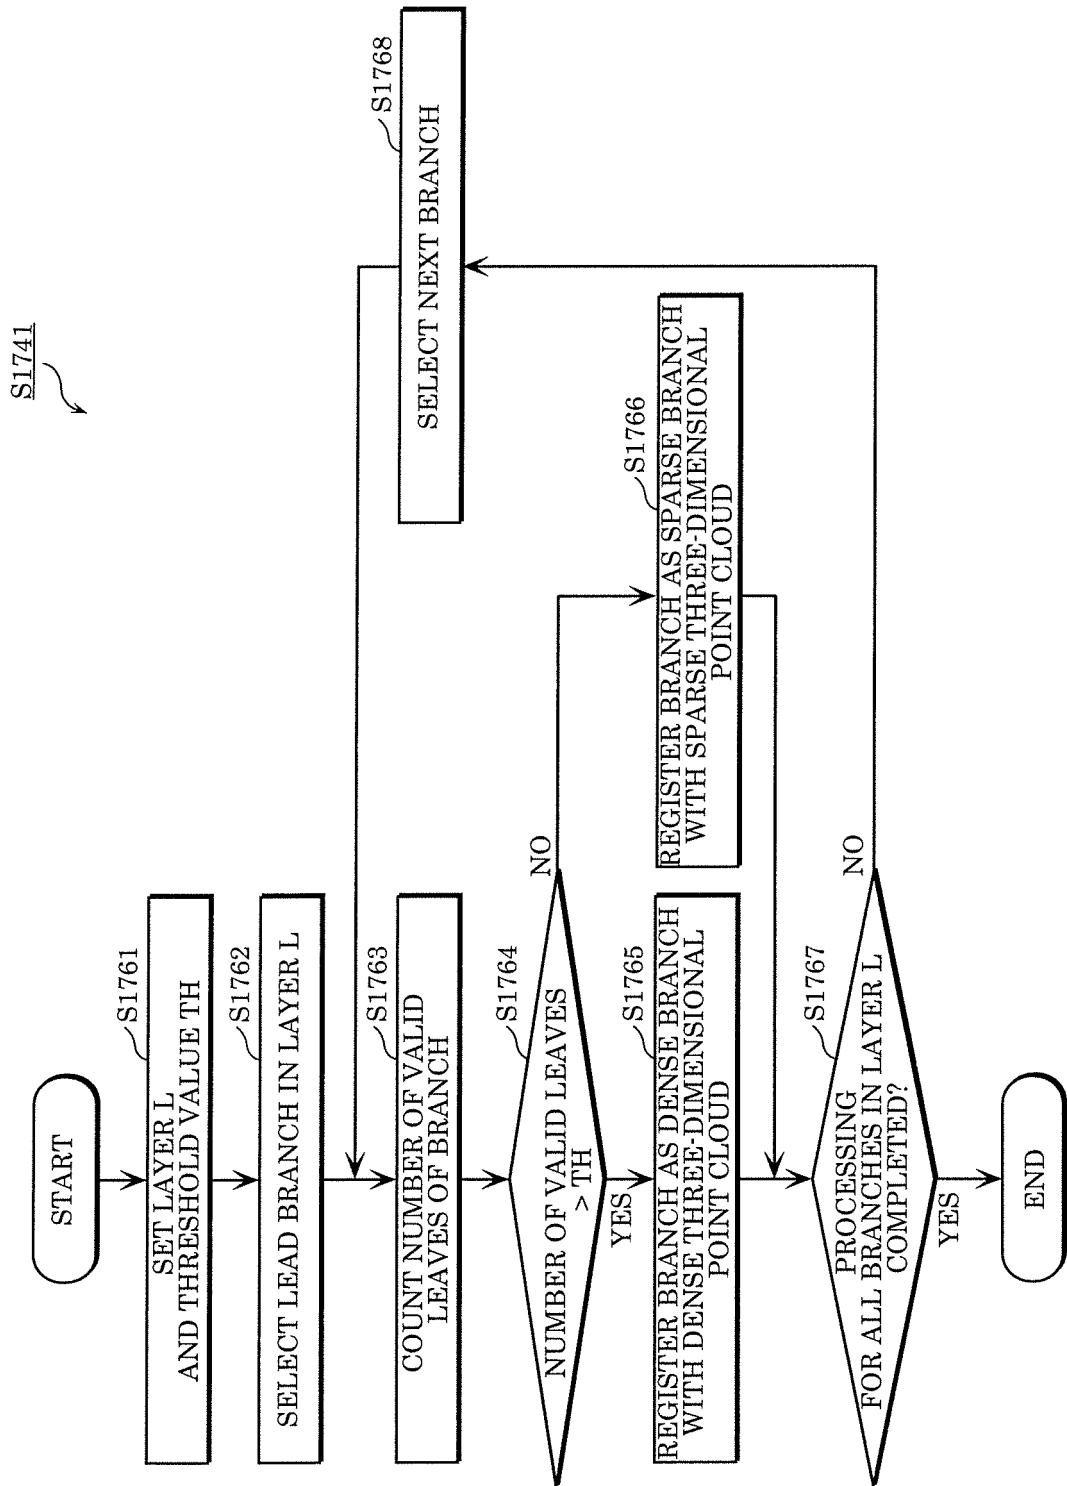 S1741
START
S1761
SET LAYER L
AND THRESHOLD VALUE TH
S1762
SELECT LEAD BRANCH IN LAYER L
S1763
COUNT NUMBER OF VALID
LEAVES OF BRANCH
S1768
SELECT NEXT BRANCH
S1764
NUMBER OF VALID LEAVES
> TH
NO
YES
S1765
REGISTER BRANCH AS DENSE BRANCH
WITH DENSE THREE-DIMENSIONAL
POINT CLOUD
S1766
REGISTER BRANCH AS SPARSE BRANCH
WITH SPARSE THREE-DIMENSIONAL
POINT CLOUD
S1767
PROCESSING
FOR ALL BRANCHES IN LAYER L
COMPLETED?
NO
YES
END